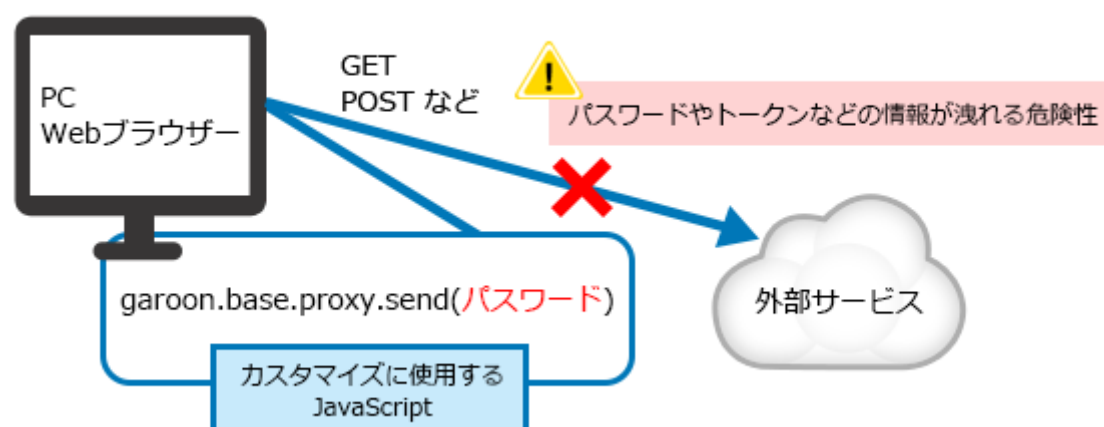 PC
Webブラウザー
GET
POST など
パスワードやトークンなどの情報が洩れる危険性
garoon.base.proxy.send(パスワード)
カスタマイズに使用する
JavaScript
外部サービス